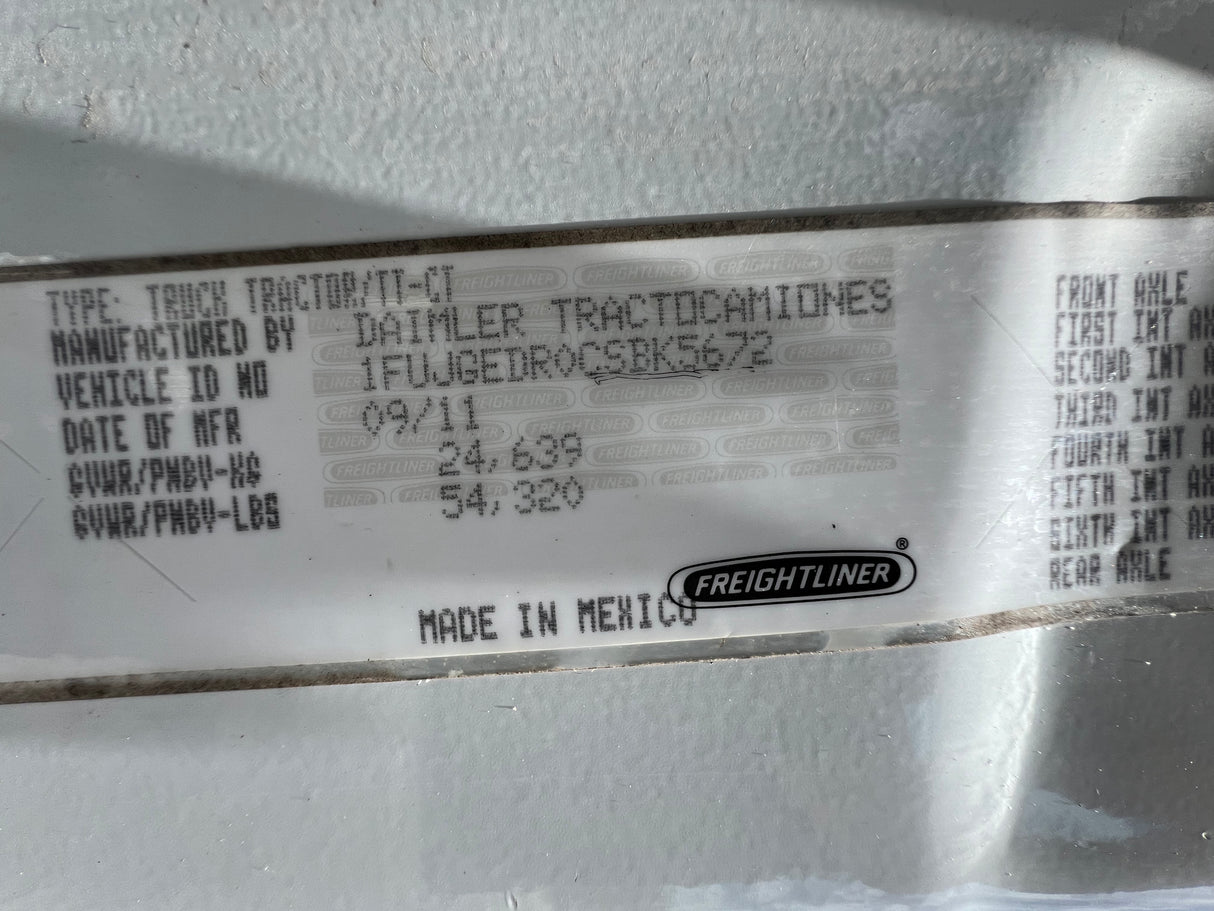 TYPE: TRUCK TRACTOR/TT-CT
MANUFACTURED BY DAIMLER TRACTOCAMIONES
VEHICLE ID NO 1FUJGEDR0CSBK5672
DATE OF MFR 09/11
GVWR/PNBV-KG 24,639
GVWR/PNBV-LBS 54,320
FREIGHTLINER®
MADE IN MEXICO
FRONT AXLE
FIRST INT AX
SECOND INT A
THIRD INT AX
FOURTH INT A
FIFTH INT AX
SIXTH INT AX
REAR AXLE